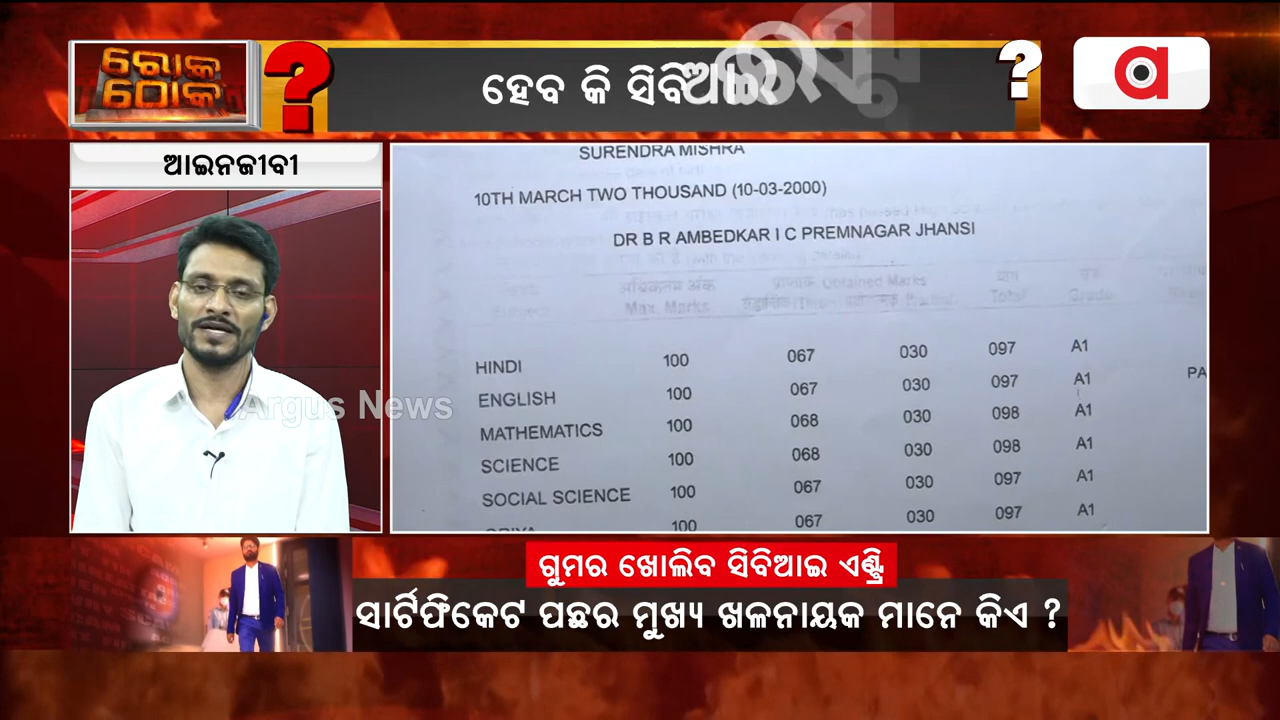 ରୋକ
ଠୋକ
ହେବ କି ସିବିଆଇ
ଆଇନଜୀବୀ
SURENDRA MISHRA
10TH MARCH TWO THOUSAND (10-03-2000)
DR B R AMBEDKAR I C PREMNAGAR JHANSI
अधिकतम अंक Obtained Marks
Max. Marks Total Grade
HINDI 100 067 030 097 A1
ENGLISH 100 067 030 097 A1 PA
MATHEMATICS 100 068 030 098 A1
SCIENCE 100 068 030 098 A1
SOCIAL SCIENCE 100 067 030 097 A1
100 067 030 097 A1
Argus News
ଗୁମର ଖୋଲିବ ସିବିଆଇ ଏଣ୍ଟ୍ରି
ସାର୍ଟିଫିକେଟ ପଛର ମୁଖ୍ୟ ଖଳନାୟକ ମାନେ କିଏ ?